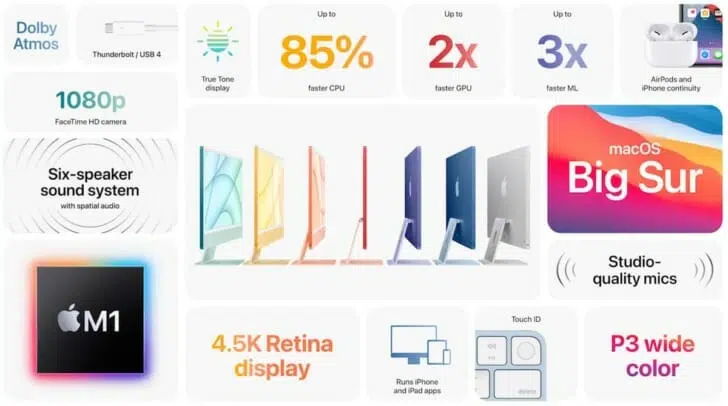 Dolby
Atmos
Thunderbolt / USB 4
True Tone
display
Up to
85%
faster CPU
Up to
2x
faster GPU
Up to
3x
faster ML
AirPods and
iPhone continuity
1080p
FaceTime HD camera
Six-speaker
sound system
with spatial audio
macOS
Big Sur
Studio-
quality mics
M1
4.5K Retina
display
Runs iPhone
and iPad apps
Touch ID
delete
P3 wide
color